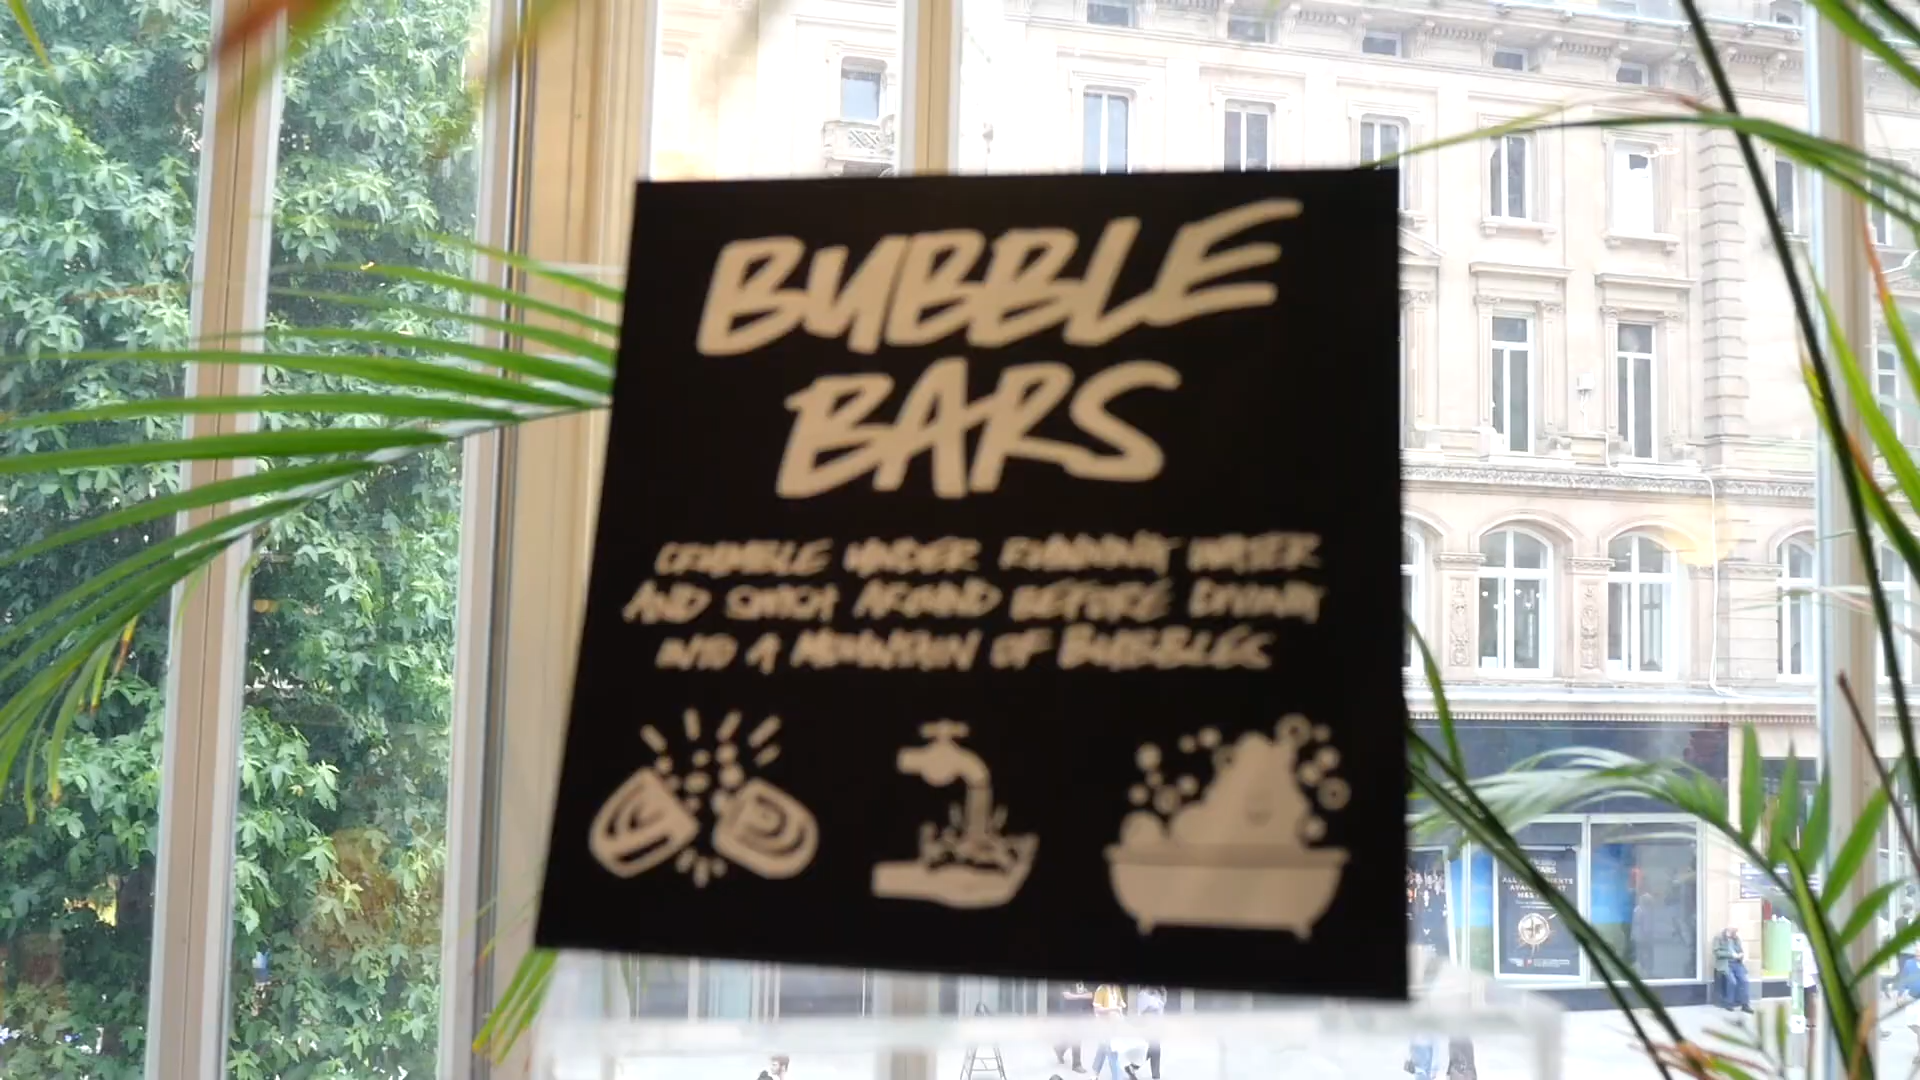 BUBBLE
BARS
CRUMBLE UNDER RUNNING WATER
AND SWISH AROUND BEFORE DIVING
INTO A MOUNTAIN OF BUBBLES